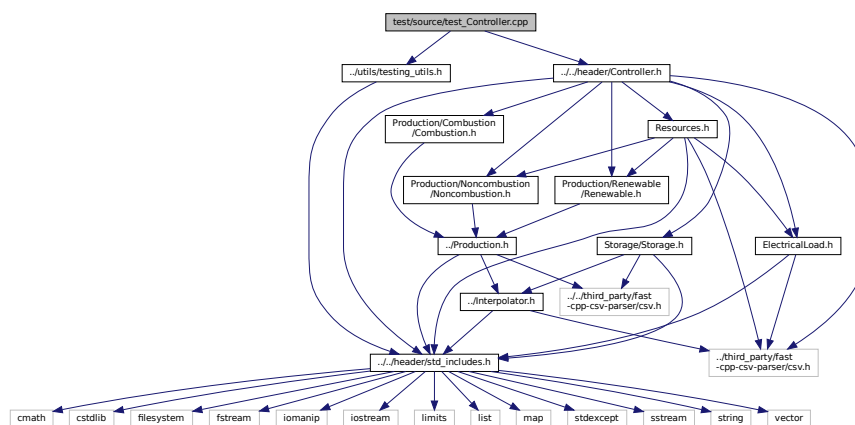 test/source/test_Controller.cpp
../utils/testing_utils.h
../../header/Controller.h
Production/Combustion
/Combustion.h
Resources.h
Production/Noncombustion
/Noncombustion.h
Production/Renewable
/Renewable.h
../Production.h
Storage/Storage.h
ElectricalLoad.h
../Interpolator.h
../../third_party/fast
-cpp-csv-parser/csv.h
../../header/std_includes.h
../third_party/fast
-cpp-csv-parser/csv.h
cmath
cstdlib
filesystem
fstream
iomanip
iostream
limits
list
map
stdexcept
sstream
string
vector